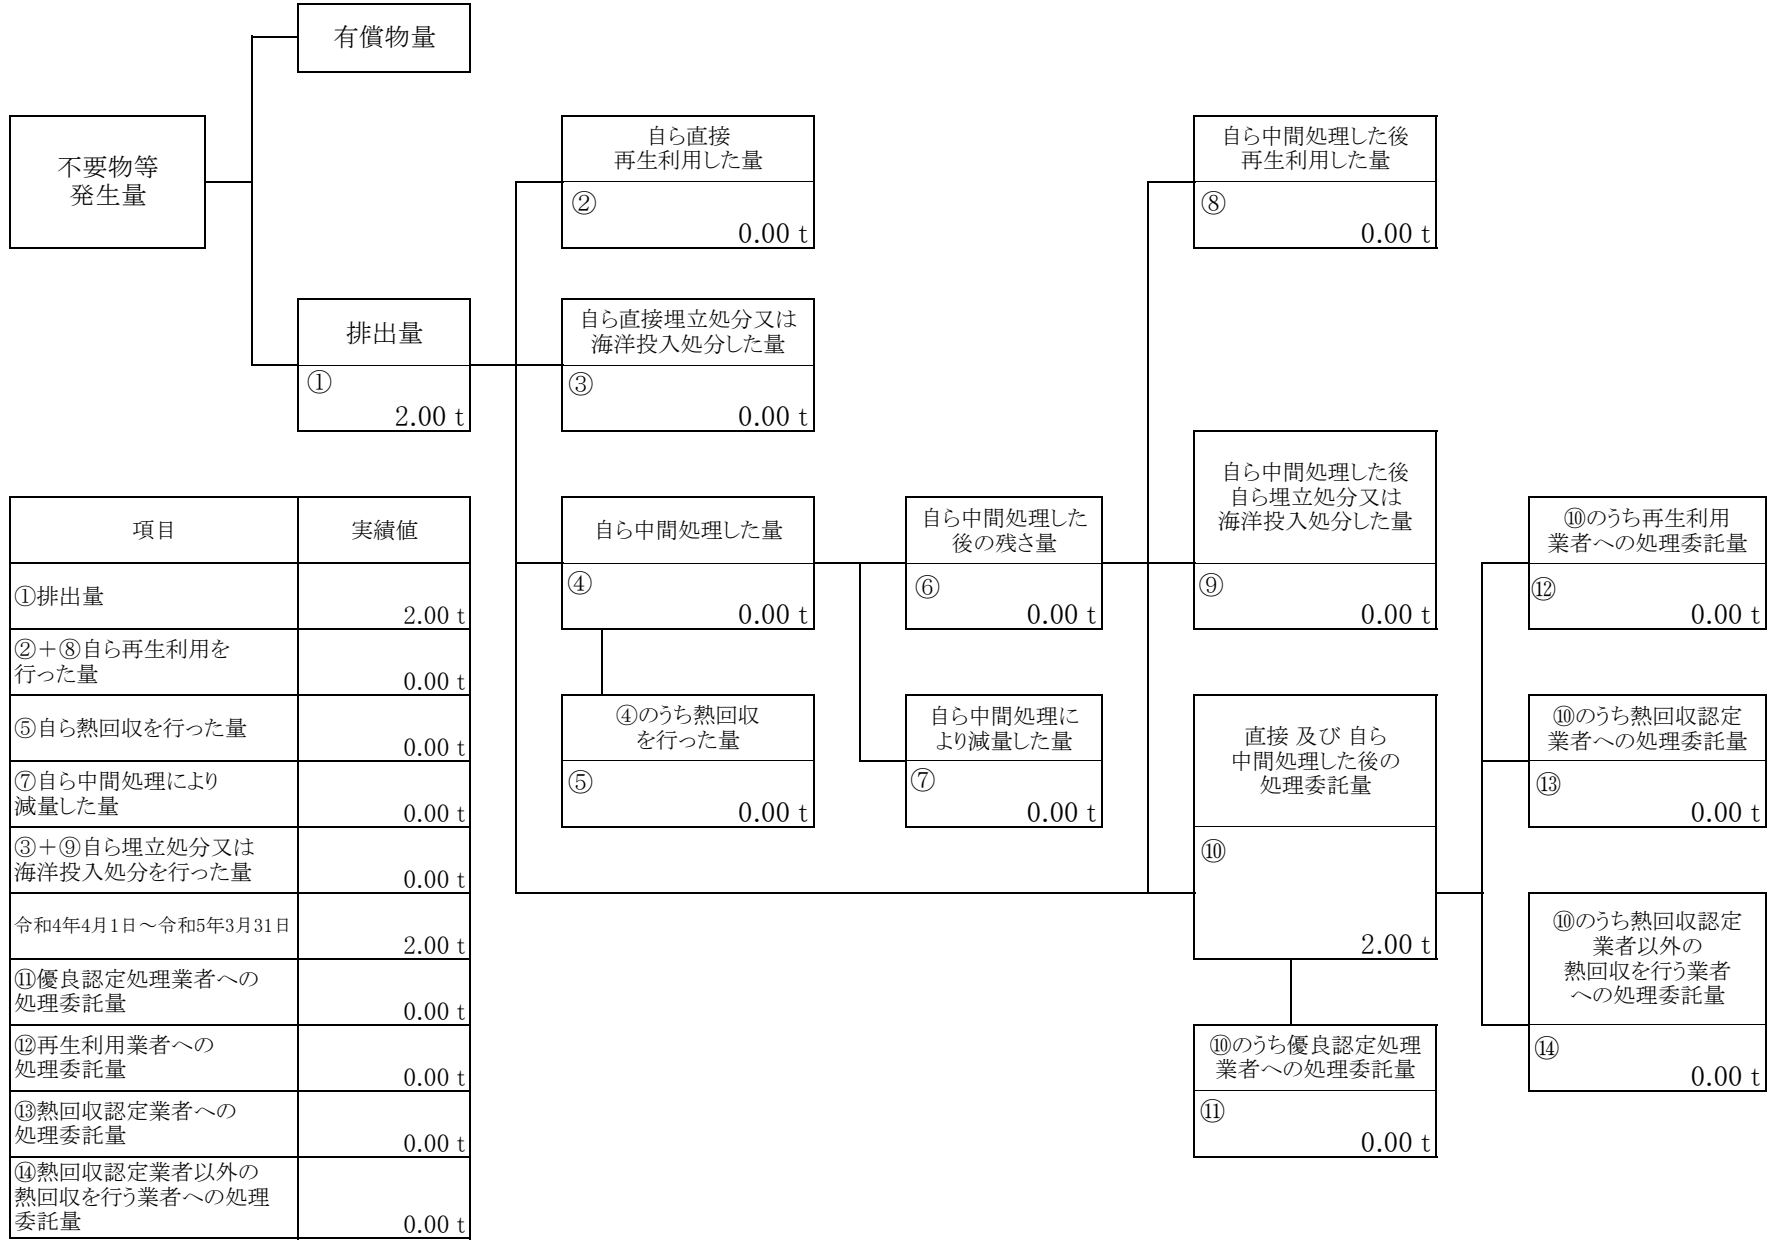 有償物量
不要物等
発生量
自ら直接
再生利用した量
②
0.00 t
自ら中間処理した後
再生利用した量
⑧
0.00 t
排出量
①
2.00 t
自ら直接埋立処分又は
海洋投入処分した量
③
0.00 t
自ら中間処理した量
④
0.00 t
自ら中間処理した
後の残さ量
⑥
0.00 t
自ら中間処理した後
自ら埋立処分又は
海洋投入処分した量
⑨
0.00 t
⑩のうち再生利用
業者への処理委託量
⑫
0.00 t
④のうち熱回収
を行った量
⑤
0.00 t
自ら中間処理に
より減量した量
⑦
0.00 t
直接 及び 自ら
中間処理した後の
処理委託量
⑩
2.00 t
⑩のうち熱回収認定
業者への処理委託量
⑬
0.00 t
⑩のうち熱回収認定
業者以外の
熱回収を行う業者
への処理委託量
⑭
0.00 t
⑩のうち優良認定処理
業者への処理委託量
⑪
0.00 t
項目 実績値
①排出量
2.00 t
②＋⑧自ら再生利用を
行った量
0.00 t
⑤自ら熱回収を行った量
0.00 t
⑦自ら中間処理により
減量した量
0.00 t
③＋⑨自ら埋立処分又は
海洋投入処分を行った量
0.00 t
令和4年4月1日～令和5年3月31日
2.00 t
⑪優良認定処理業者への
処理委託量
0.00 t
⑫再生利用業者への
処理委託量
0.00 t
⑬熱回収認定業者への
処理委託量
0.00 t
⑭熱回収認定業者以外の
熱回収を行う業者への処理
委託量
0.00 t